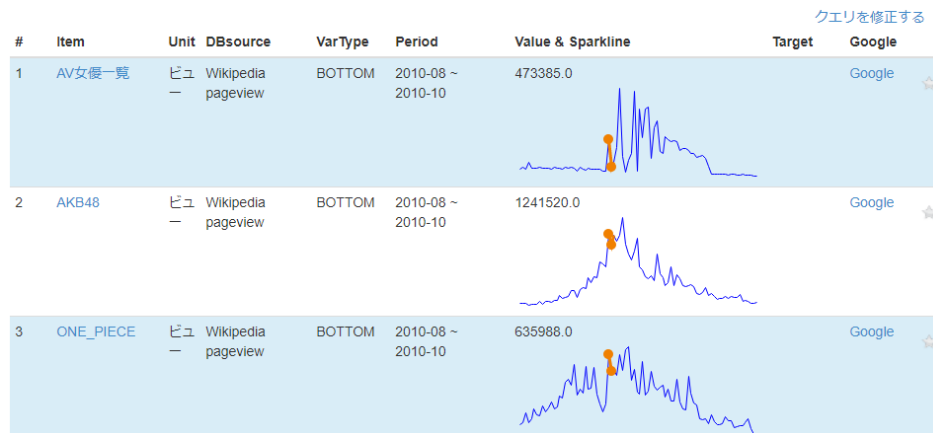 クエリを修正する
# Item Unit DBsource VarType Period Value & Sparkline Target Google
1 AV女優一覧 ビュ Wikipedia BOTTOM 2010-08 ~ 473385.0 Google
ー pageview 2010-10
2 AKB48 ビュ Wikipedia BOTTOM 2010-08 ~ 1241520.0 Google
ー pageview 2010-10
3 ONE_PIECE ビュ Wikipedia BOTTOM 2010-08 ~ 635988.0 Google
ー pageview 2010-10